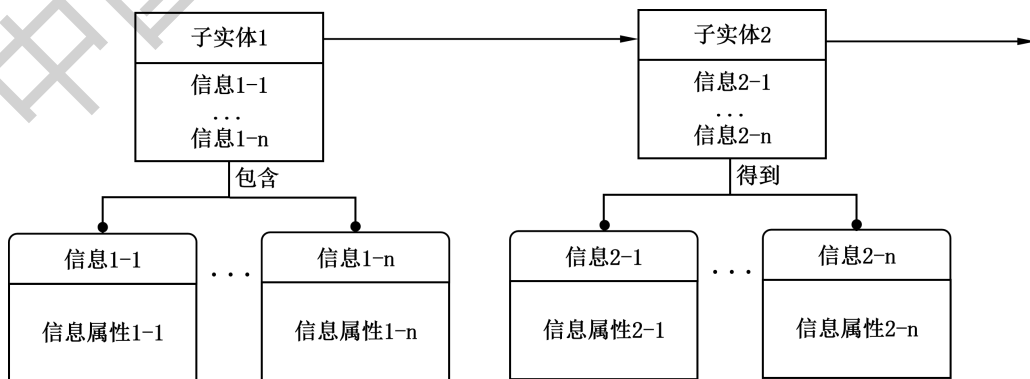 中国
子实体1
信息1-1
...
信息1-n
包含
信息1-1
信息属性1-1
...
信息1-n
信息属性1-n
子实体2
信息2-1
...
信息2-n
得到
信息2-1
信息属性2-1
...
信息2-n
信息属性2-n